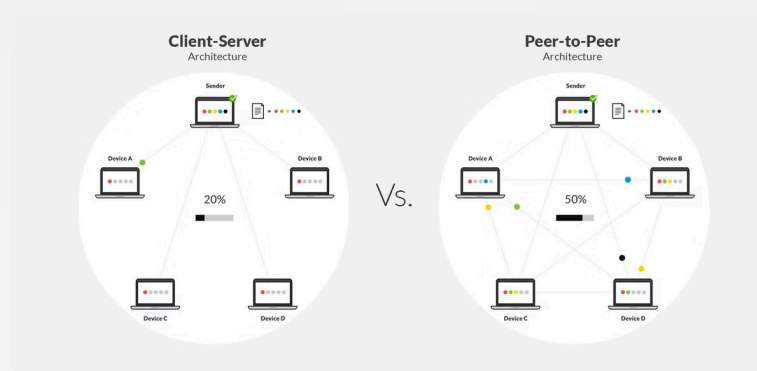 Client-Server
Architecture
Sender
Device A
Device B
20%
Device C
Device D
Vs.
Peer-to-Peer
Architecture
Sender
Device A
Device B
50%
Device C
Device D